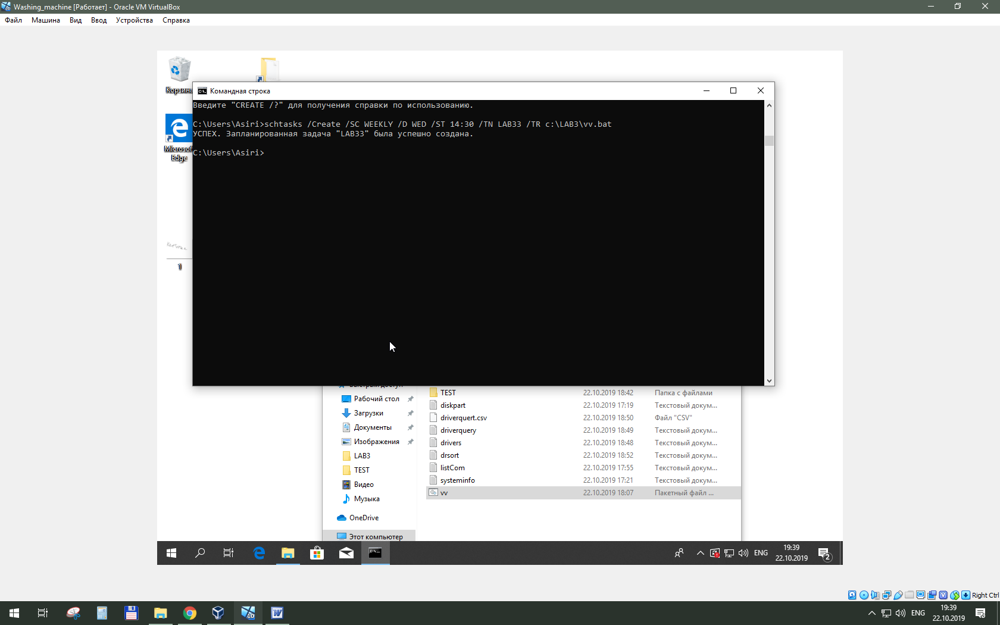 Washing_machine [Работает] - Oracle VM VirtualBox
Файл Машина Вид Ввод Устройства Справка
Корзина
Командная строка
Введите "CREATE /?" для получения справки по использованию.
C:\Users\Asiri>schtasks /Create /SC WEEKLY /D WED /ST 14:30 /TN LAB33 /TR c:\LAB3\vv.bat
УСПЕХ. Запланированная задача "LAB33" была успешно создана.
C:\Users\Asiri>
Microsof
Edge
Картинка
1
Быстрый доступ
Рабочий стол
Загрузки
Документы
Изображения
LAB3
TEST
Видео
Музыка
OneDrive
Этот компьютер
TEST 22.10.2019 18:42 Папка с файлами
diskpart 22.10.2019 17:19 Текстовый докум...
driverquert.csv 22.10.2019 18:50 Файл "CSV"
driverquery 22.10.2019 18:49 Текстовый докум...
drivers 22.10.2019 18:48 Текстовый докум...
drsort 22.10.2019 18:52 Текстовый докум...
listCom 22.10.2019 17:55 Текстовый докум...
systeminfo 22.10.2019 17:21 Текстовый докум...
vv 22.10.2019 18:07 Пакетный файл ...
ENG
19:39
22.10.2019
2
Right Ctrl
10
ENG
19:39
22.10.2019